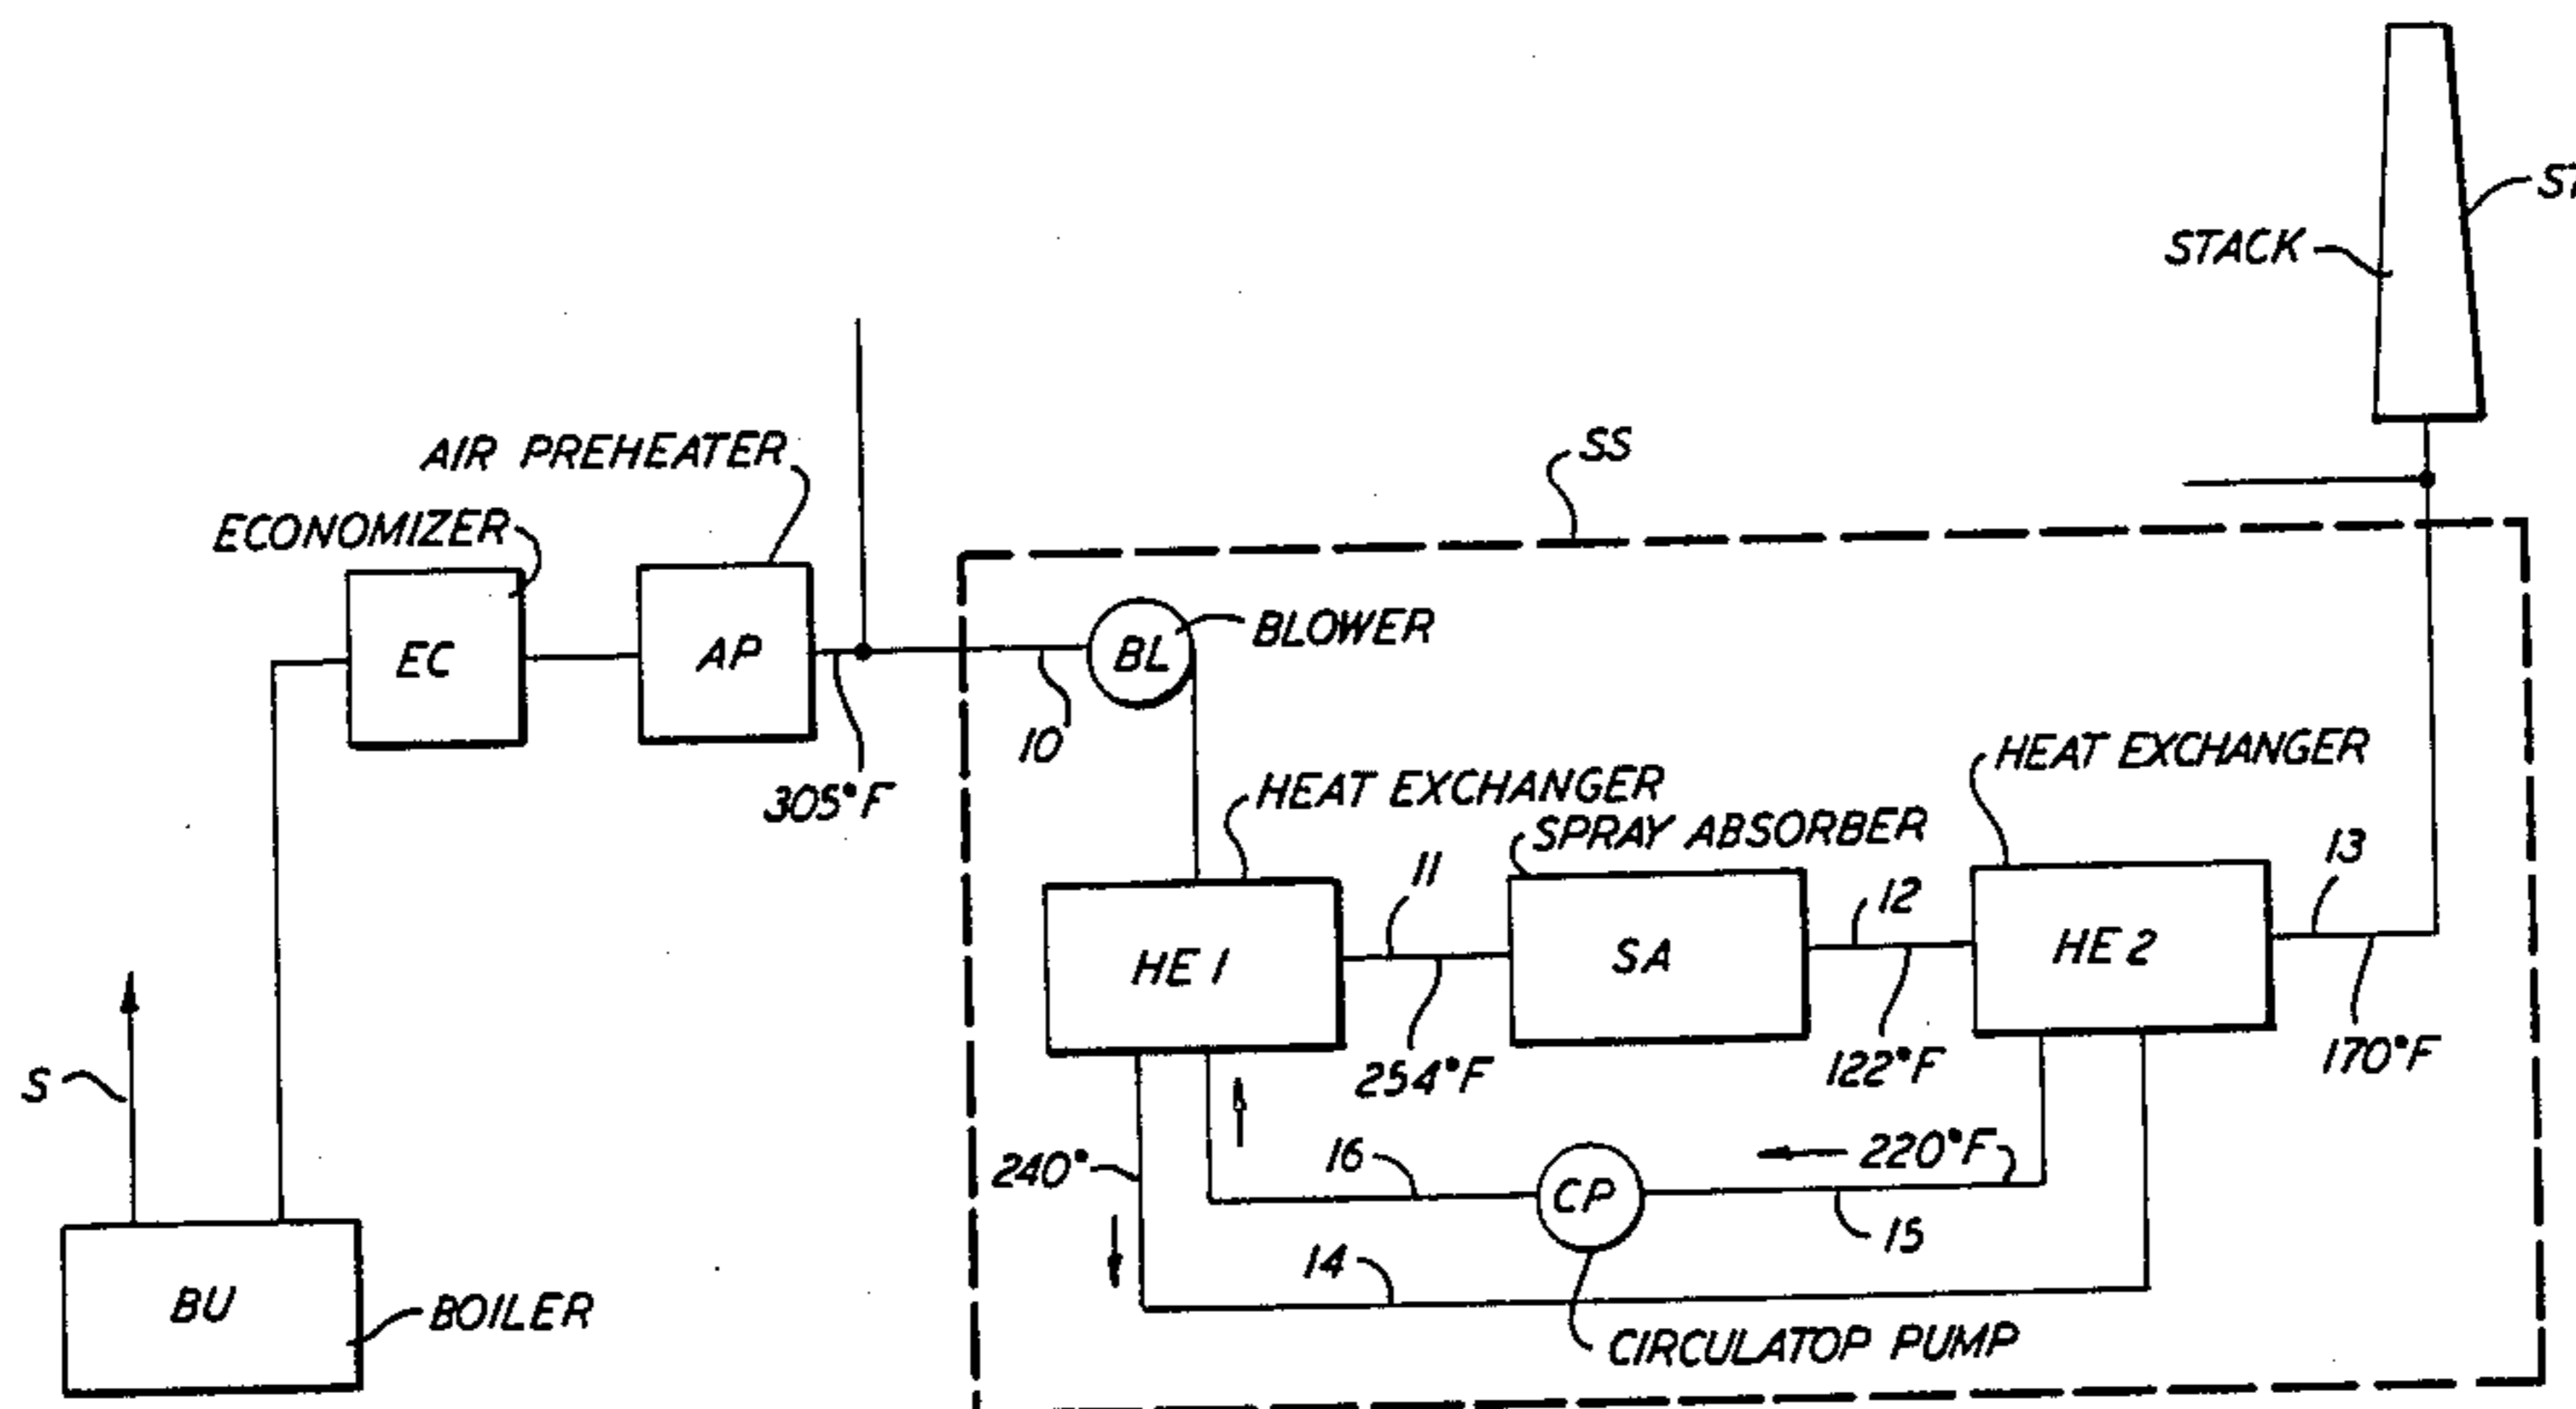 STACK
ST
SS
AIR PREHEATER
ECONOMIZER
EC
AP
BL
BLOWER
10
305°F
HEAT EXCHANGER
HEAT EXCHANGER
SPRAY ABSORBER
11
12
13
HE 1
SA
HE 2
254°F
122°F
170°F
S
240°
16
CP
220°F
15
14
BU
BOILER
CIRCULATOP PUMP